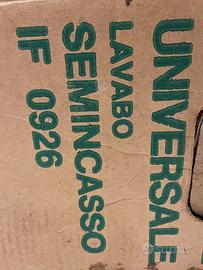 UNIVERSALE
LAVABO
SEMINCASSO
IF 0926